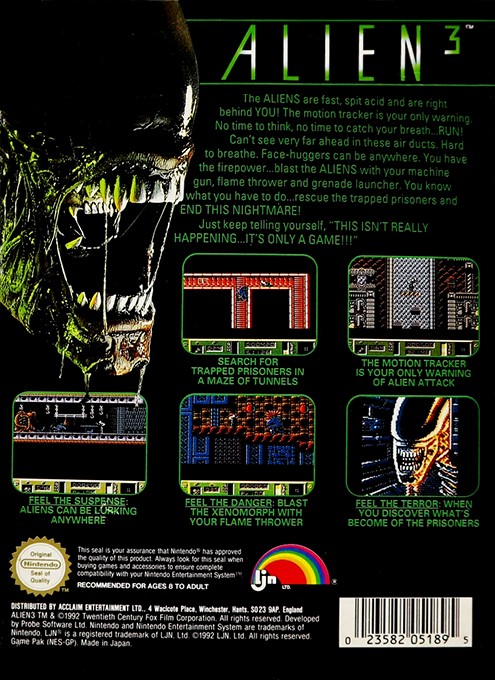 ALIEN 3™
The ALIENS are fast, spit acid and are right
behind YOU! The motion tracker is your only warning.
No time to think, no time to catch your breath...RUN!
Can't see very far ahead in these air ducts. Hard
to breathe. Face-huggers can be anywhere. You have
the firepower...blast the ALIENS with your machine
gun, flame thrower and grenade launcher. You know
what you have to do...rescue the trapped prisoners and
END THIS NIGHTMARE!
Just keep telling yourself, "THIS ISN'T REALLY
HAPPENING...IT'S ONLY A GAME!!!"
SEARCH FOR
TRAPPED PRISONERS IN
A MAZE OF TUNNELS
THE MOTION TRACKER
IS YOUR ONLY WARNING
OF ALIEN ATTACK
FEEL THE SUSPENSE:
ALIENS CAN BE LURKING
ANYWHERE
FEEL THE DANGER: BLAST
THE XENOMORPH WITH
YOUR FLAME THROWER
FEEL THE TERROR: WHEN
YOU DISCOVER WHAT'S
BECOME OF THE PRISONERS
Original
Nintendo
Seal of
Quality
TM
This seal is your assurance that Nintendo® has approved
the quality of this product. Always look for this seal when
buying games and accessories to ensure complete
compatibility with your Nintendo Entertainment System™
RECOMMENDED FOR AGES 8 TO ADULT
ljn LTD.
®
DISTRIBUTED BY ACCLAIM ENTERTAINMENT LTD., 4 Waclcote Place, Winchester, Hants. SO23 9AP. England
ALIEN3 TM & ©1992 Twentieth Century Fox Film Corporation. All rights reserved. Developed
by Probe Software Ltd. Nintendo and Nintendo Entertainment System are trademarks of
Nintendo. LJN® is a registered trademark of LJN. Ltd. ©1992 LJN. Ltd. All rights reserved.
Game Pak (NES-GP). Made in Japan.
0 23582 05189 5